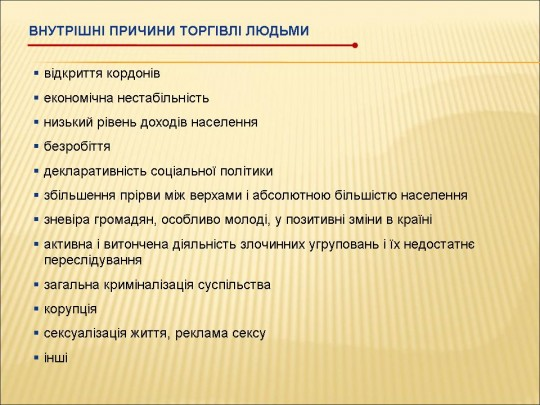 ВНУТРІШНІ ПРИЧИНИ ТОРГІВЛІ ЛЮДЬМИ
▪ відкриття кордонів
▪ економічна нестабільність
▪ низький рівень доходів населення
▪ безробіття
▪ декларативність соціальної політики
▪ збільшення прірви між верхами і абсолютною більшістю населення
▪ зневіра громадян, особливо молоді, у позитивні зміни в країні
▪ активна і витончена діяльність злочинних угруповань і їх недостатнє
переслідування
▪ загальна криміналізація суспільства
▪ корупція
▪ сексуалізація життя, реклама сексу
▪ інші